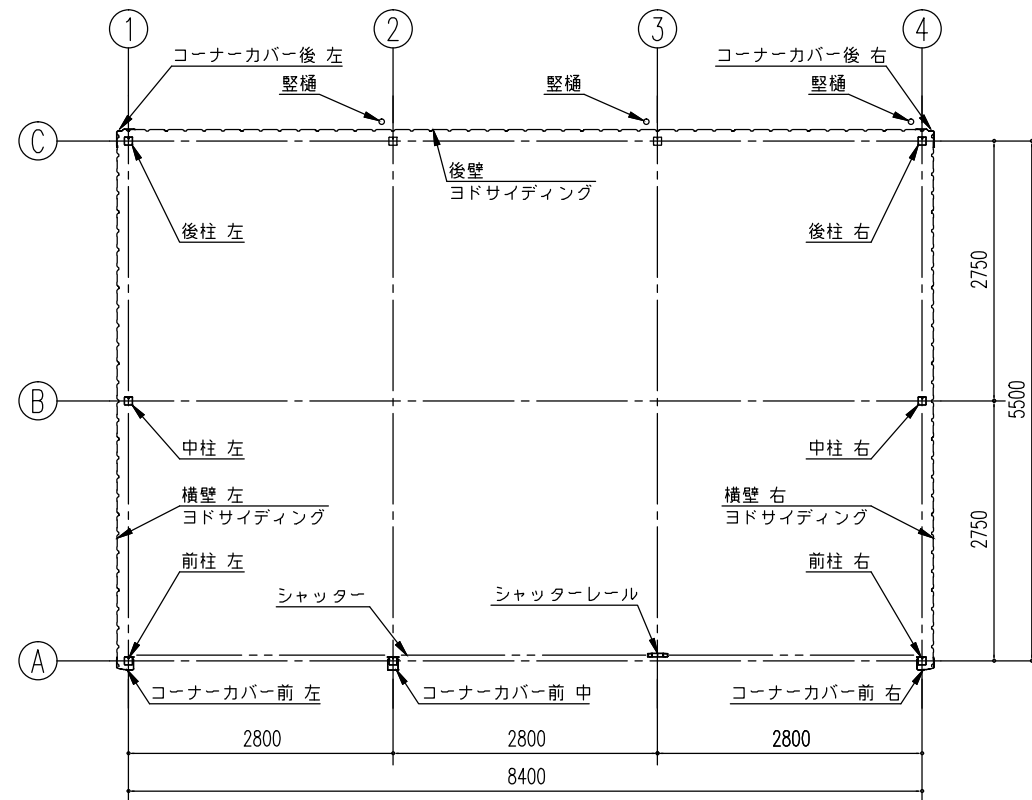 1 2 3 4
コーナーカバー後 左
コーナーカバー後 右
竪樋
竪樋
竪樋
C
後壁
ヨドサイディング
後柱 左
後柱 右
2750
B
5500
中柱 左
中柱 右
横壁 左
ヨドサイディング
横壁 右
ヨドサイディング
2750
前柱 左
前柱 右
シャッター
シャッターレール
A
コーナーカバー前 左
コーナーカバー前 中
コーナーカバー前 右
2800
2800
2800
8400